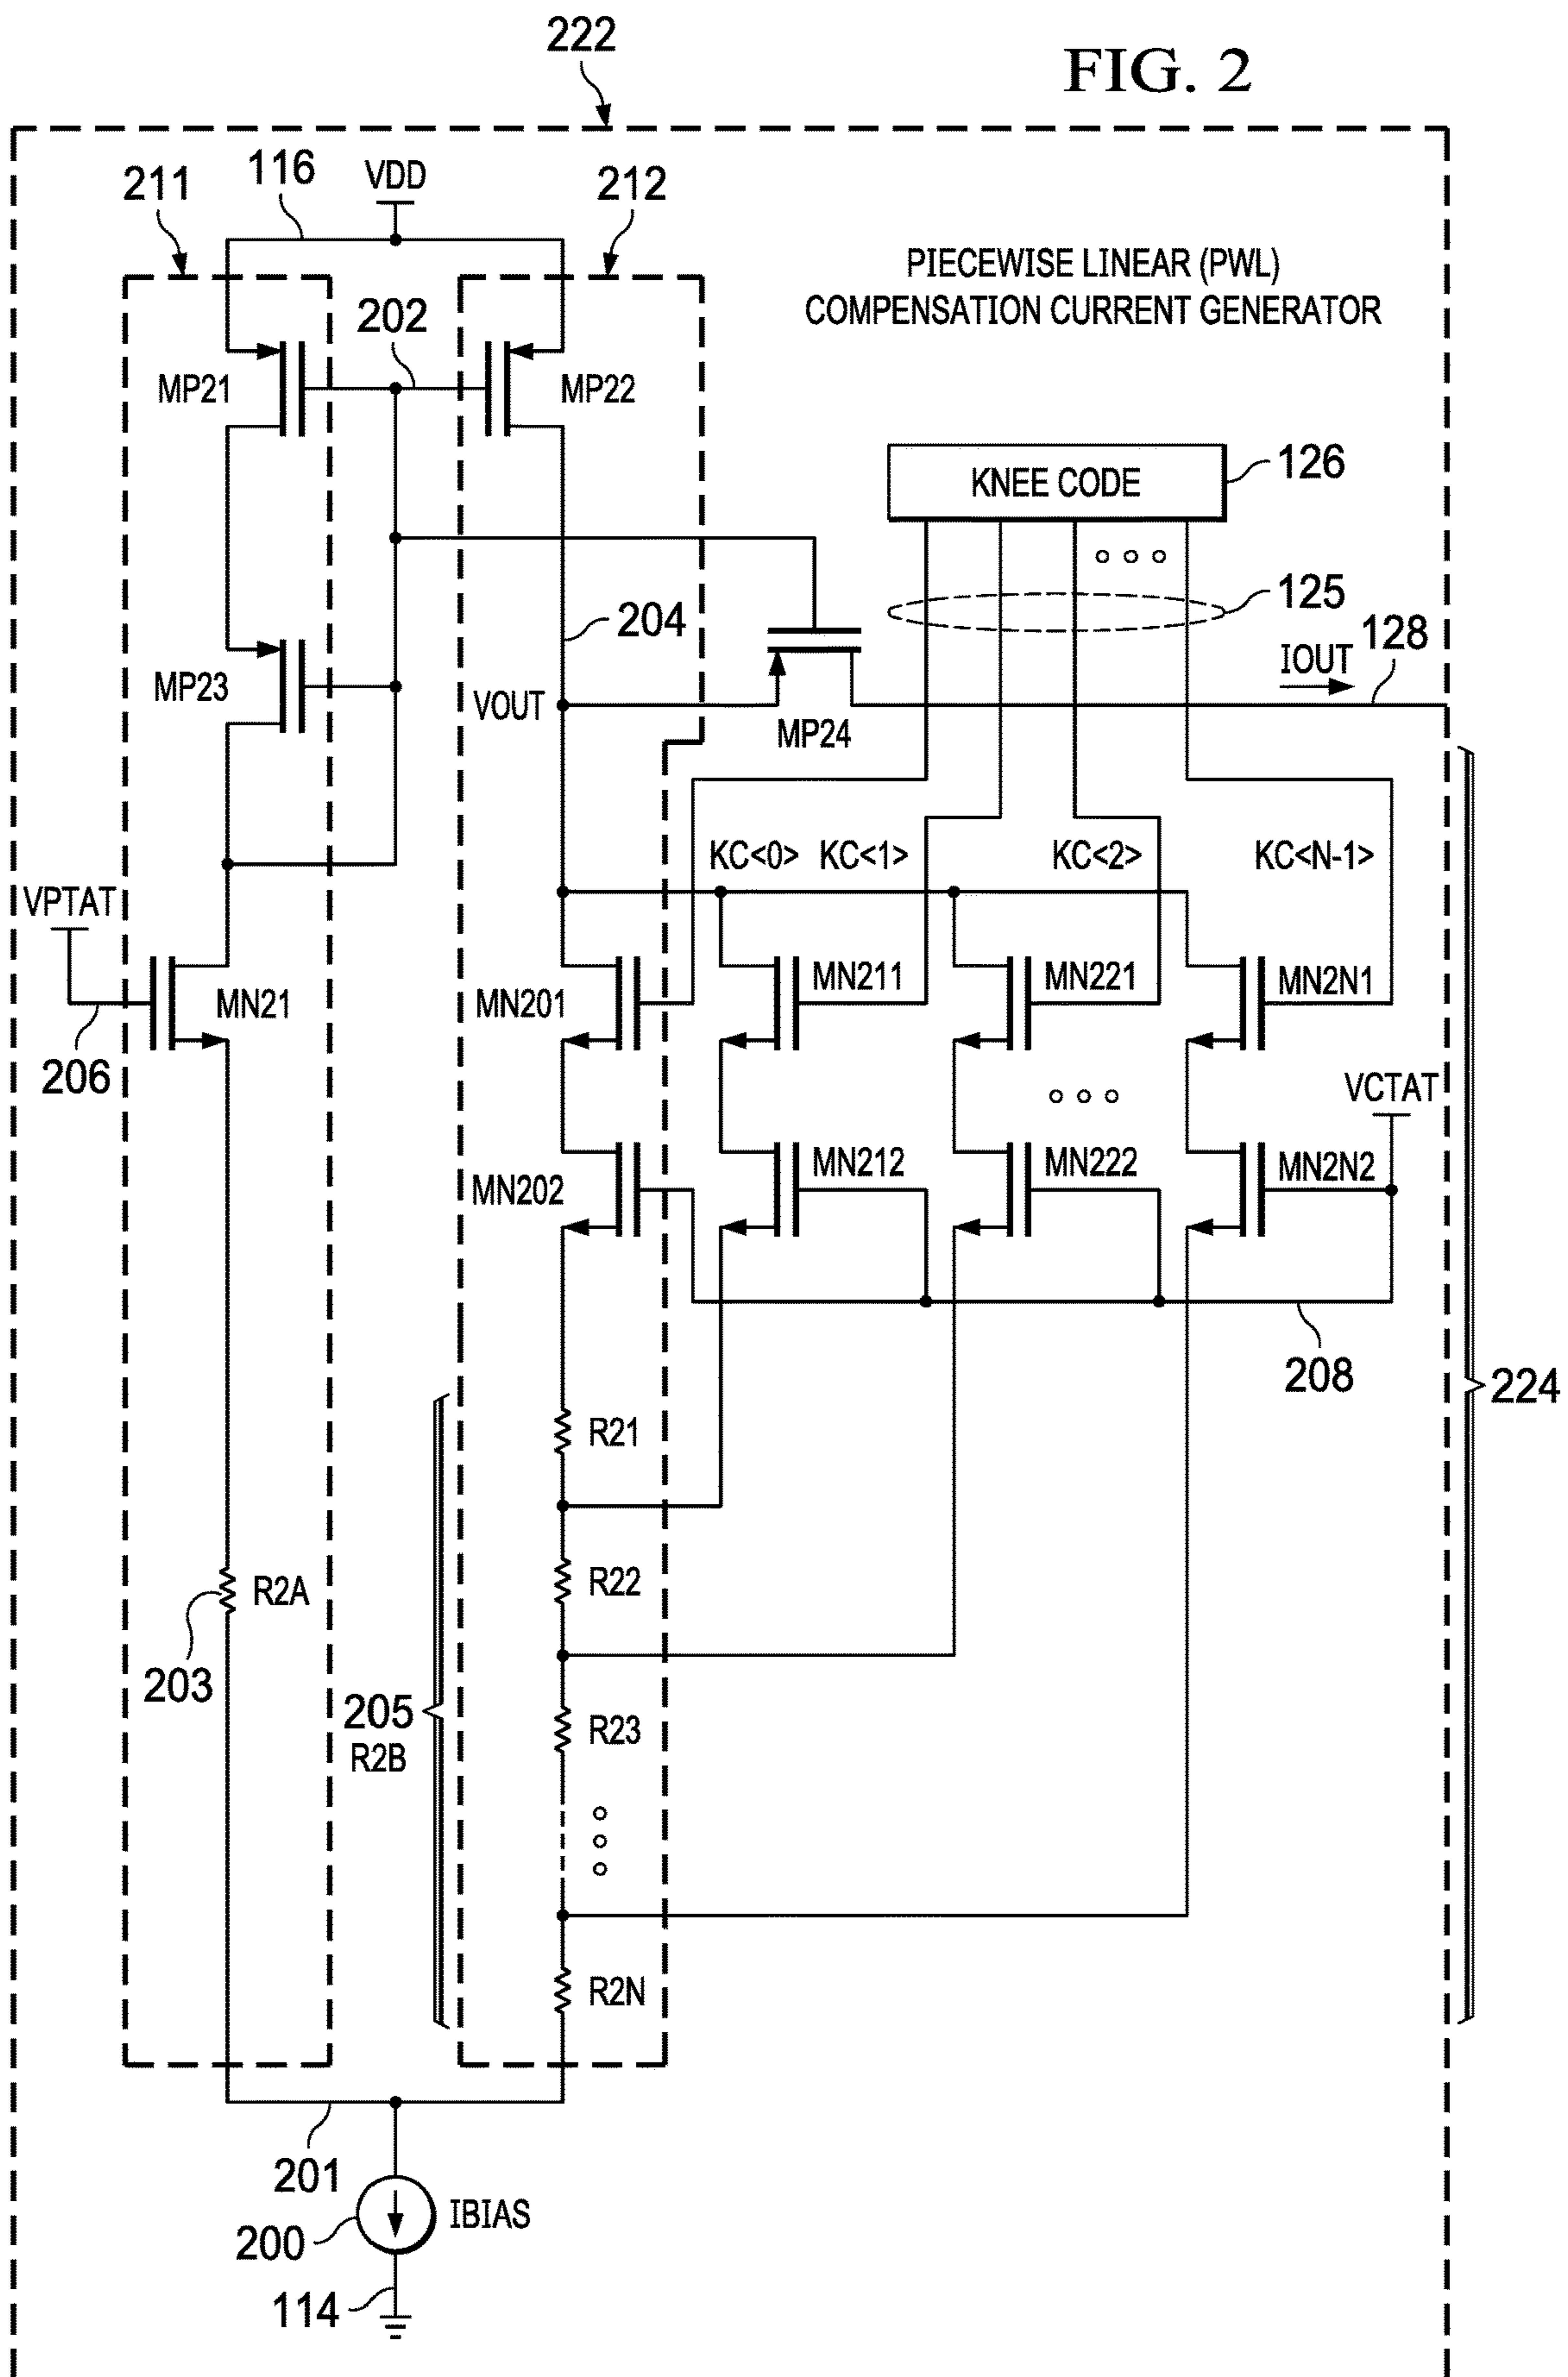 222
FIG. 2
211
116
VDD
212
PIECEWISE LINEAR (PWL)
COMPENSATION CURRENT GENERATOR
202
MP21
MP22
KNEE CODE
126
125
204
128
IOUT
MP23
VOUT
MP24
KC<0>
KC<1>
KC<2>
KC<N-1>
VPTAT
MN21
MN201
MN211
MN221
MN2N1
206
VCTAT
MN202
MN212
MN222
MN2N2
208
224
R21
R22
R2A
203
205
R2B
R23
R2N
201
200
IBIAS
114